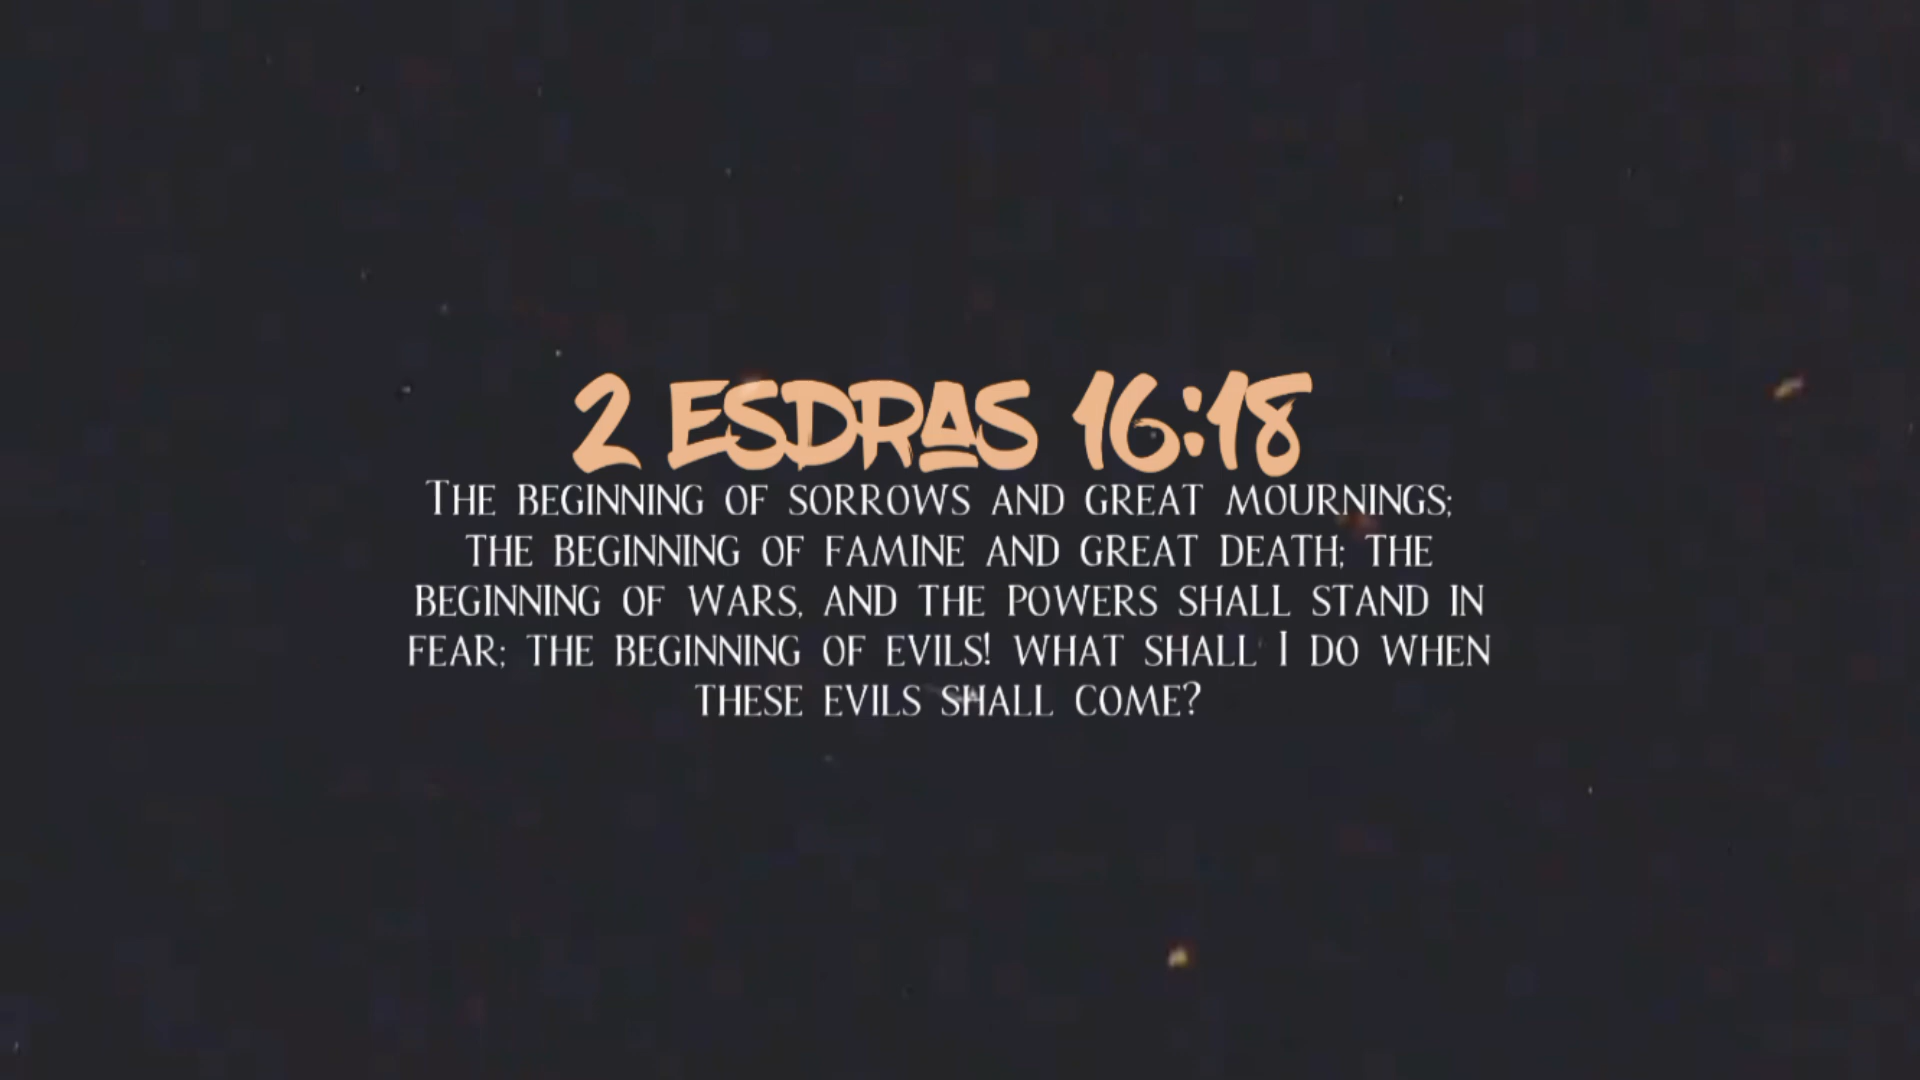 2 ESDRAS 16:18
THE BEGINNING OF SORROWS AND GREAT MOURNINGS;
THE BEGINNING OF FAMINE AND GREAT DEATH; THE
BEGINNING OF WARS, AND THE POWERS SHALL STAND IN
FEAR; THE BEGINNING OF EVILS! WHAT SHALL I DO WHEN
THESE EVILS SHALL COME?